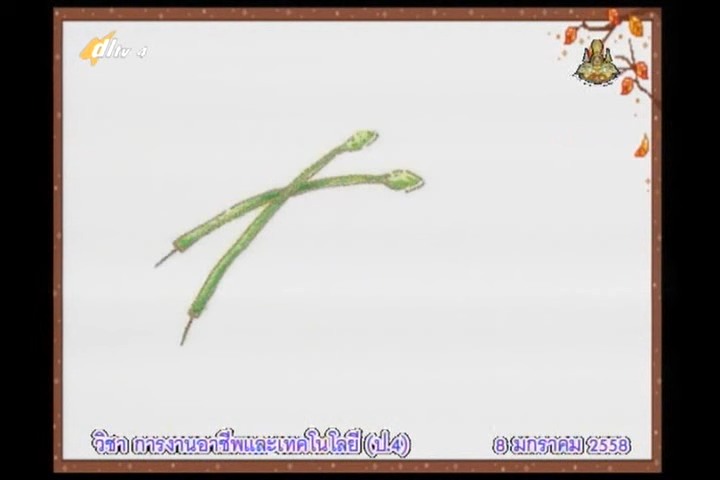 dltv 4
วิชา การงานอาชีพและเทคโนโลยี (ป.4) 8 มกราคม 2558